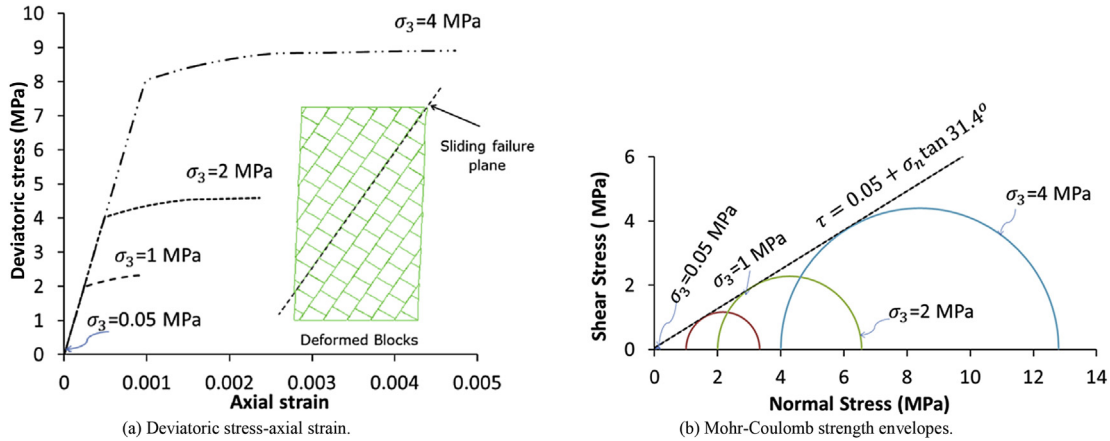 Deviatoric stress (MPa)
10
9
8
7
6
5
4
3
2
1
0
σ₃=4 MPa
σ₃=2 MPa
σ₃=1 MPa
σ₃=0.05 MPa
Sliding failure
plane
Deformed Blocks
0 0.001 0.002 0.003 0.004 0.005
Axial strain
(a) Deviatoric stress-axial strain.
Shear Stress ( MPa)
6
4
2
0
σ₃=0.05 MPa
σ₃=1 MPa
τ = 0.05 + σₙ tan 31.4°
σ₃=4 MPa
σ₃=2 MPa
0 2 4 6 8 10 12 14
Normal Stress (MPa)
(b) Mohr-Coulomb strength envelopes.